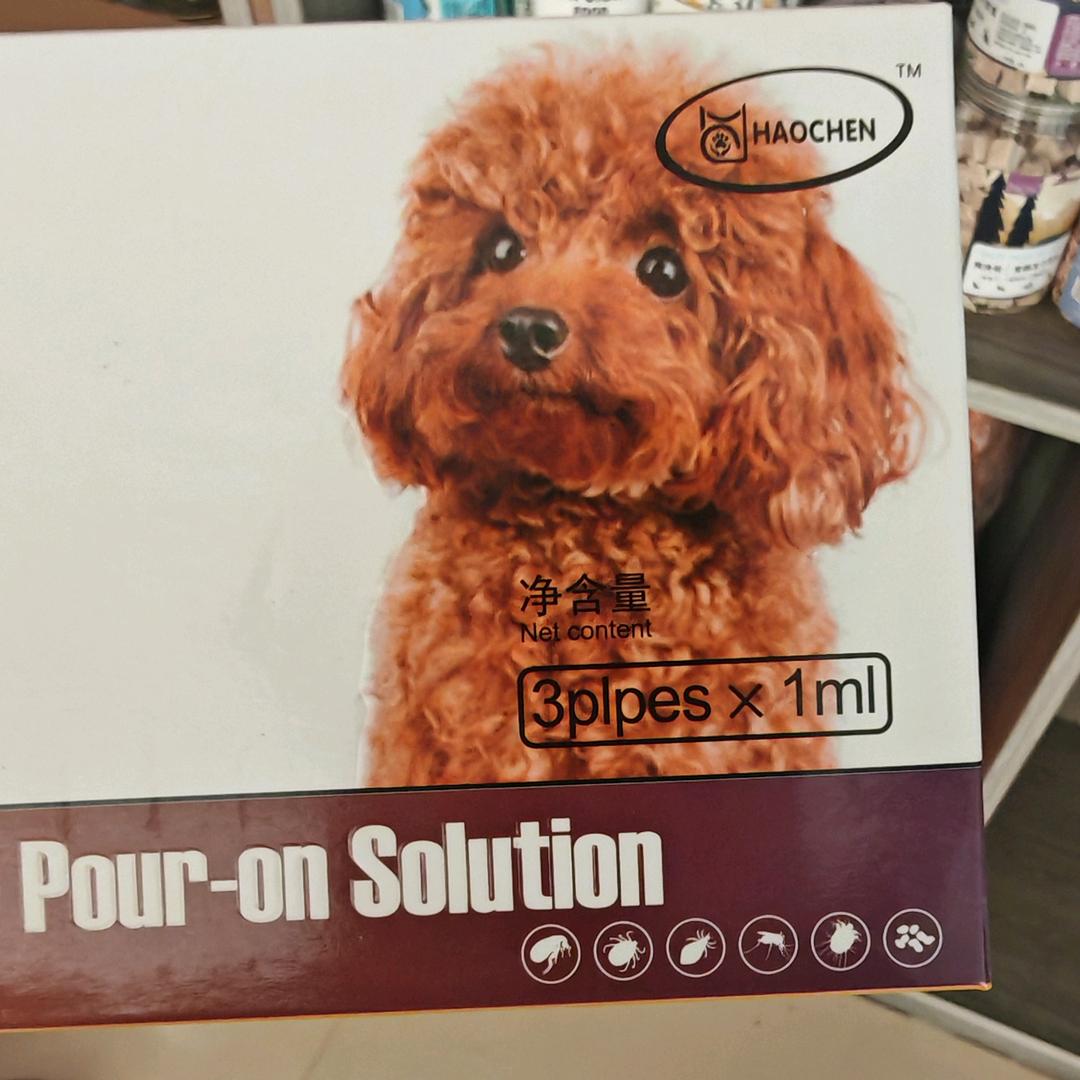 TM
HAOCHEN
净含量
Net content
3plpes × 1ml
Pour-on Solution